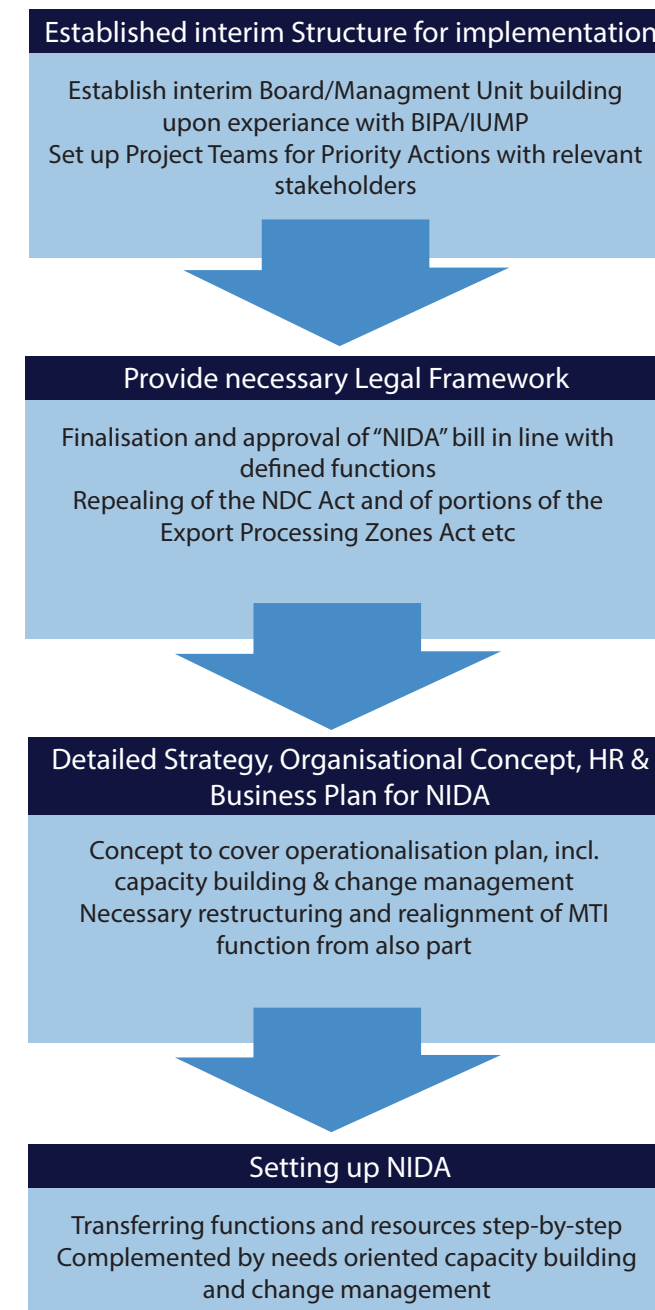 Established interim Structure for implementation
Establish interim Board/Managment Unit building
upon experiance with BIPA/IUMP
Set up Project Teams for Priority Actions with relevant
stakeholders
Provide necessary Legal Framework
Finalisation and approval of “NIDA” bill in line with
defined functions
Repealing of the NDC Act and of portions of the
Export Processing Zones Act etc
Detailed Strategy, Organisational Concept, HR &
Business Plan for NIDA
Concept to cover operationalisation plan, incl.
capacity building & change management
Necessary restructuring and realignment of MTI
function from also part
Setting up NIDA
Transferring functions and resources step-by-step
Complemented by needs oriented capacity building
and change management